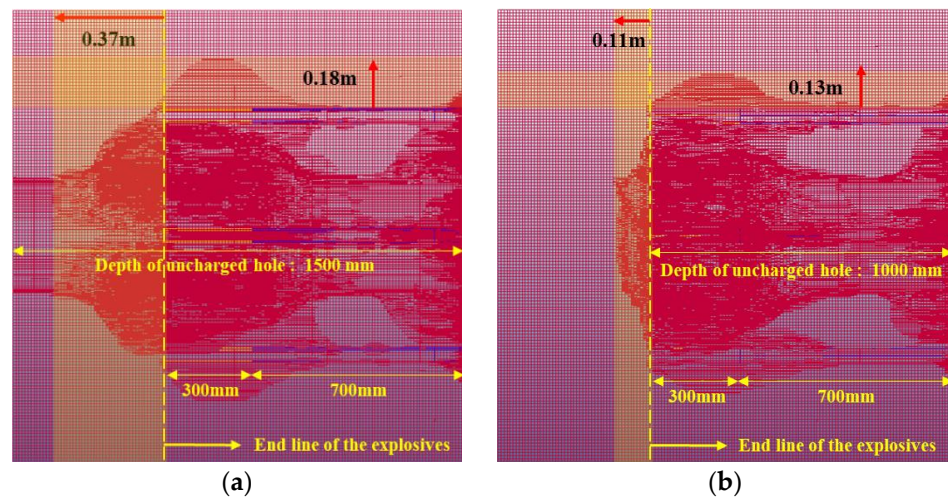 0.37m
0.18m
Depth of uncharged hole : 1500 mm
300mm
700mm
End line of the explosives
(a)
0.11m
0.13m
Depth of uncharged hole : 1000 mm
300mm
700mm
End line of the explosives
(b)